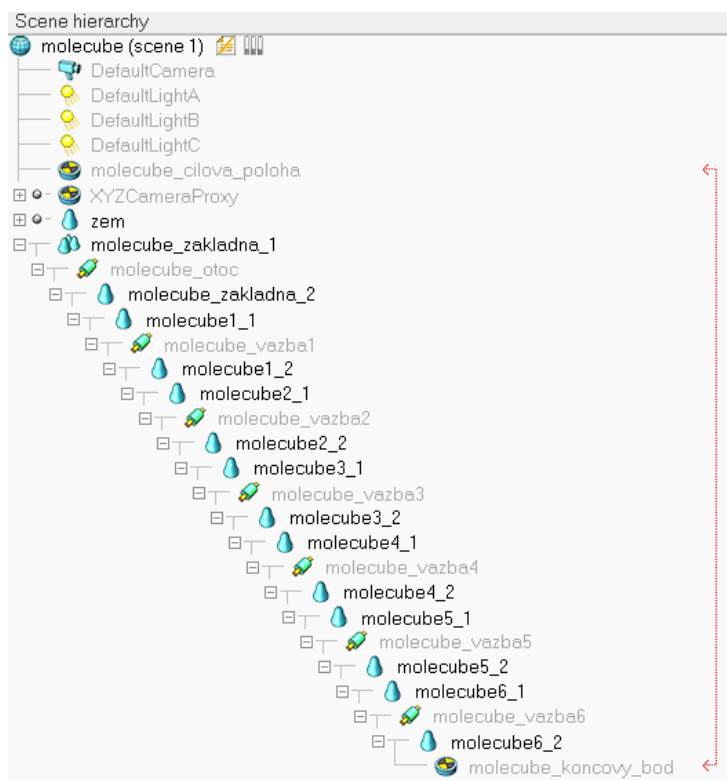 Scene hierarchy
molecube (scene 1)
DefaultCamera
DefaultLightA
DefaultLightB
DefaultLightC
molecube_cilova_poloha
XYZCameraProxy
zem
molecube_zakladna_1
molecube_otoc
molecube_zakladna_2
molecube1_1
molecube_vazba1
molecube1_2
molecube2_1
molecube_vazba2
molecube2_2
molecube3_1
molecube_vazba3
molecube3_2
molecube4_1
molecube_vazba4
molecube4_2
molecube5_1
molecube_vazba5
molecube5_2
molecube6_1
molecube_vazba6
molecube6_2
molecube_koncovy_bod